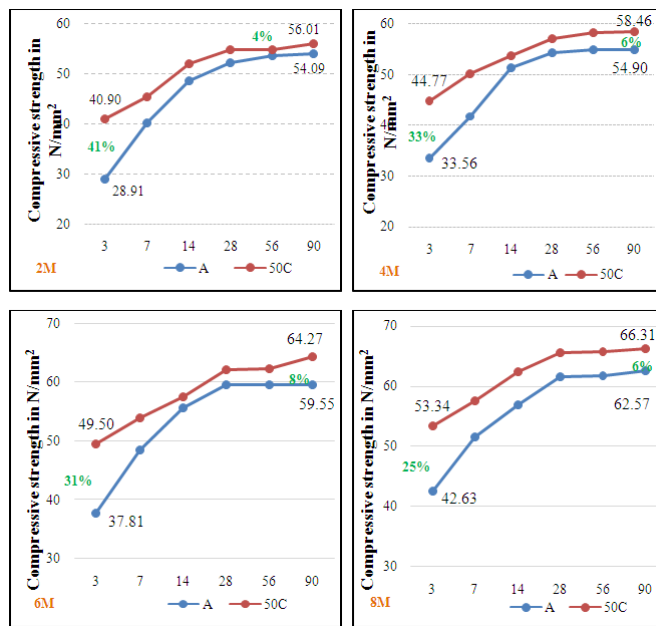 Compressive strength in
N/mm²
60
50
40
30
20
4%
56.01
54.09
40.90
41%
28.91
3 7 14 28 56 90
2M
A 50C
Compressive strength in
N/mm²
60
50
40
30
20
58.46
6%
54.90
44.77
33%
33.56
3 7 14 28 56 90
4M
A 50C
Compressive strength in N/mm²
70
60
50
40
30
64.27
8%
59.55
49.50
31%
37.81
3 7 14 28 56 90
6M
A 50C
Compressive strength in N/mm²
70
60
50
40
30
66.31
6%
62.57
53.34
25%
42.63
3 7 14 28 56 90
8M
A 50C